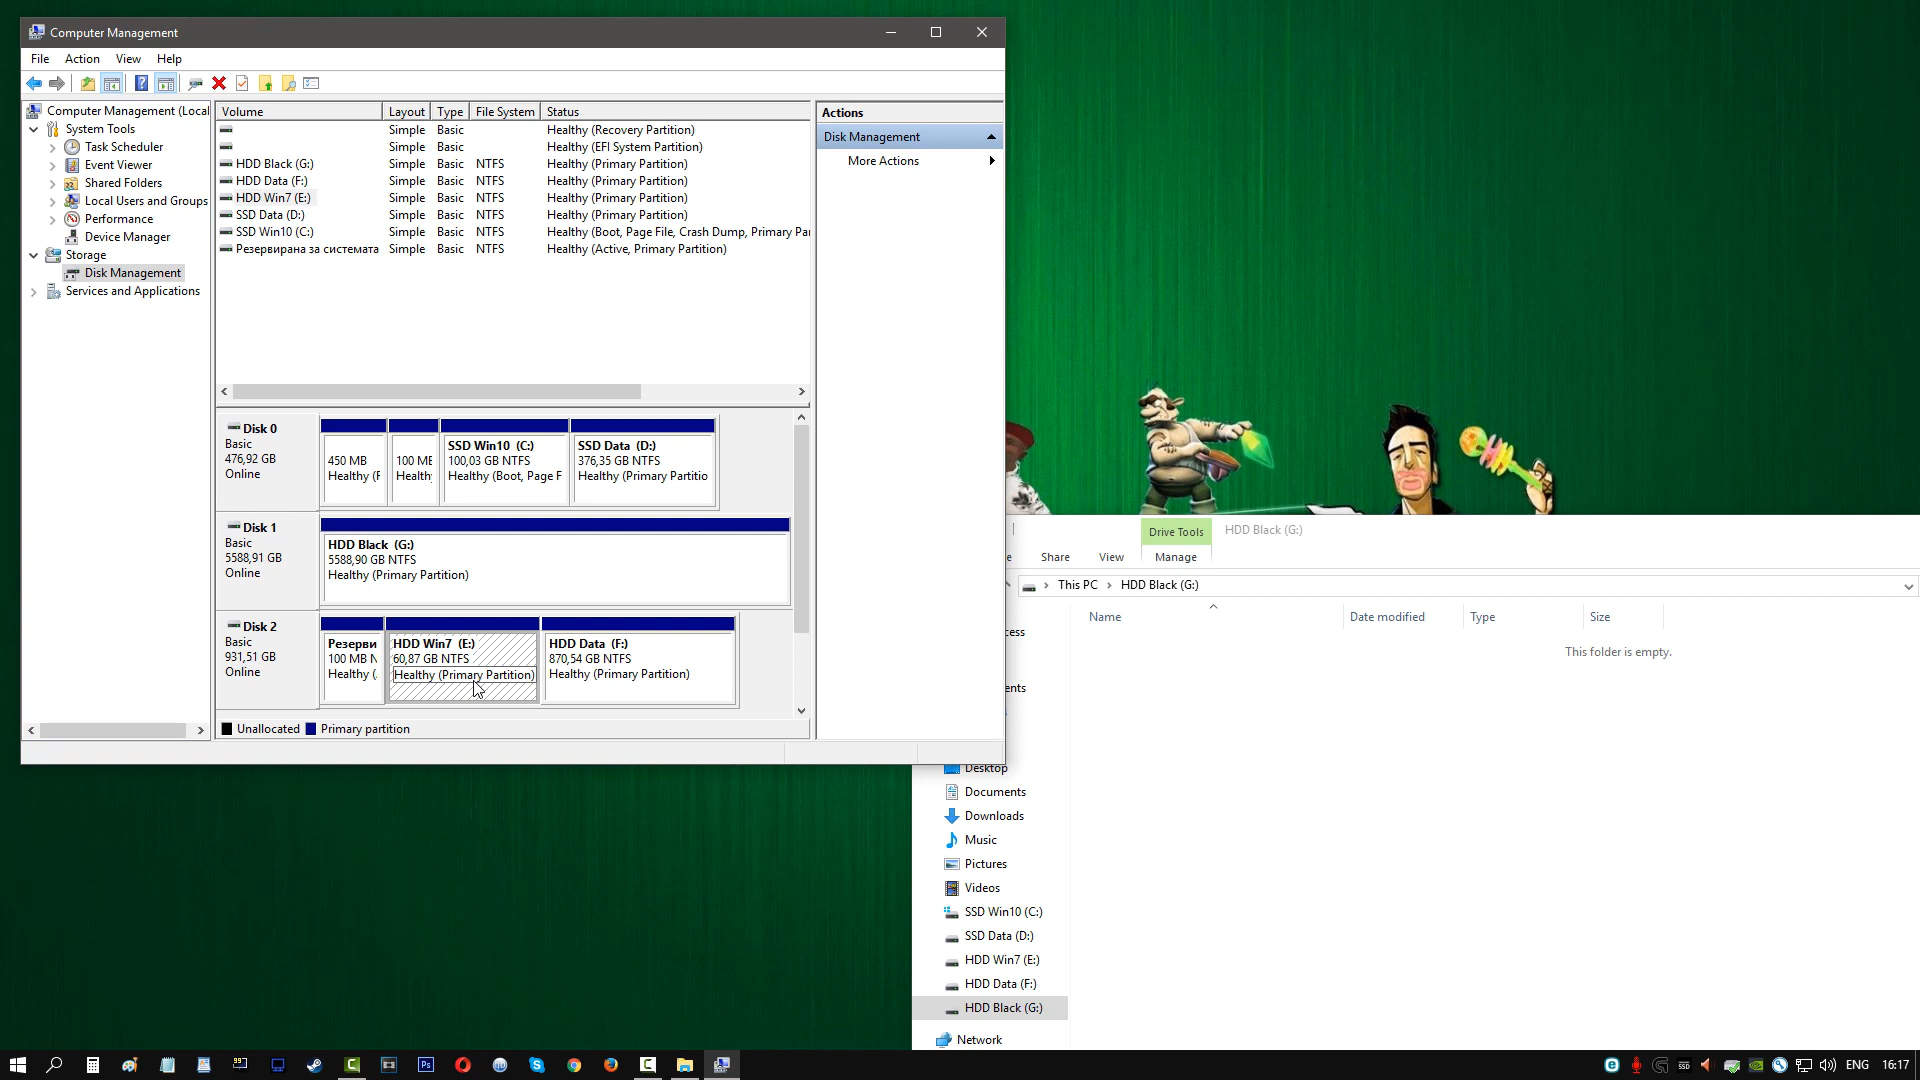 Computer Management
File Action View Help
Computer Management (Local
System Tools
Task Scheduler
Event Viewer
Shared Folders
Local Users and Groups
Performance
Device Manager
Storage
Disk Management
Services and Applications
Volume Layout Type File System Status
Simple Basic Healthy (Recovery Partition)
Simple Basic Healthy (EFI System Partition)
HDD Black (G:) Simple Basic NTFS Healthy (Primary Partition)
HDD Data (F:) Simple Basic NTFS Healthy (Primary Partition)
HDD Win7 (E:) Simple Basic NTFS Healthy (Primary Partition)
SSD Data (D:) Simple Basic NTFS Healthy (Primary Partition)
SSD Win10 (C:) Simple Basic NTFS Healthy (Boot, Page File, Crash Dump, Primary Par
Резервирана за системата Simple Basic NTFS Healthy (Active, Primary Partition)
Actions
Disk Management
More Actions
Disk 0
Basic
476,92 GB
Online
450 MB
Healthy (F
100 ME
Health
SSD Win10 (C:)
100,03 GB NTFS
Healthy (Boot, Page F
SSD Data (D:)
376,35 GB NTFS
Healthy (Primary Partitio
Disk 1
Basic
5588,91 GB
Online
HDD Black (G:)
5588,90 GB NTFS
Healthy (Primary Partition)
Disk 2
Basic
931,51 GB
Online
Резерви
100 MB N
Healthy (.
HDD Win7 (E:)
60,87 GB NTFS
Healthy (Primary Partition)
HDD Data (F:)
870,54 GB NTFS
Healthy (Primary Partition)
Unallocated Primary partition
Drive Tools HDD Black (G:)
e Share View Manage
This PC HDD Black (G:)
Name Date modified Type Size
This folder is empty.
cess
ents
Desktop
Documents
Downloads
Music
Pictures
Videos
SSD Win10 (C:)
SSD Data (D:)
HDD Win7 (E:)
HDD Data (F:)
HDD Black (G:)
Network
Ps
SSD
ENG 16:17